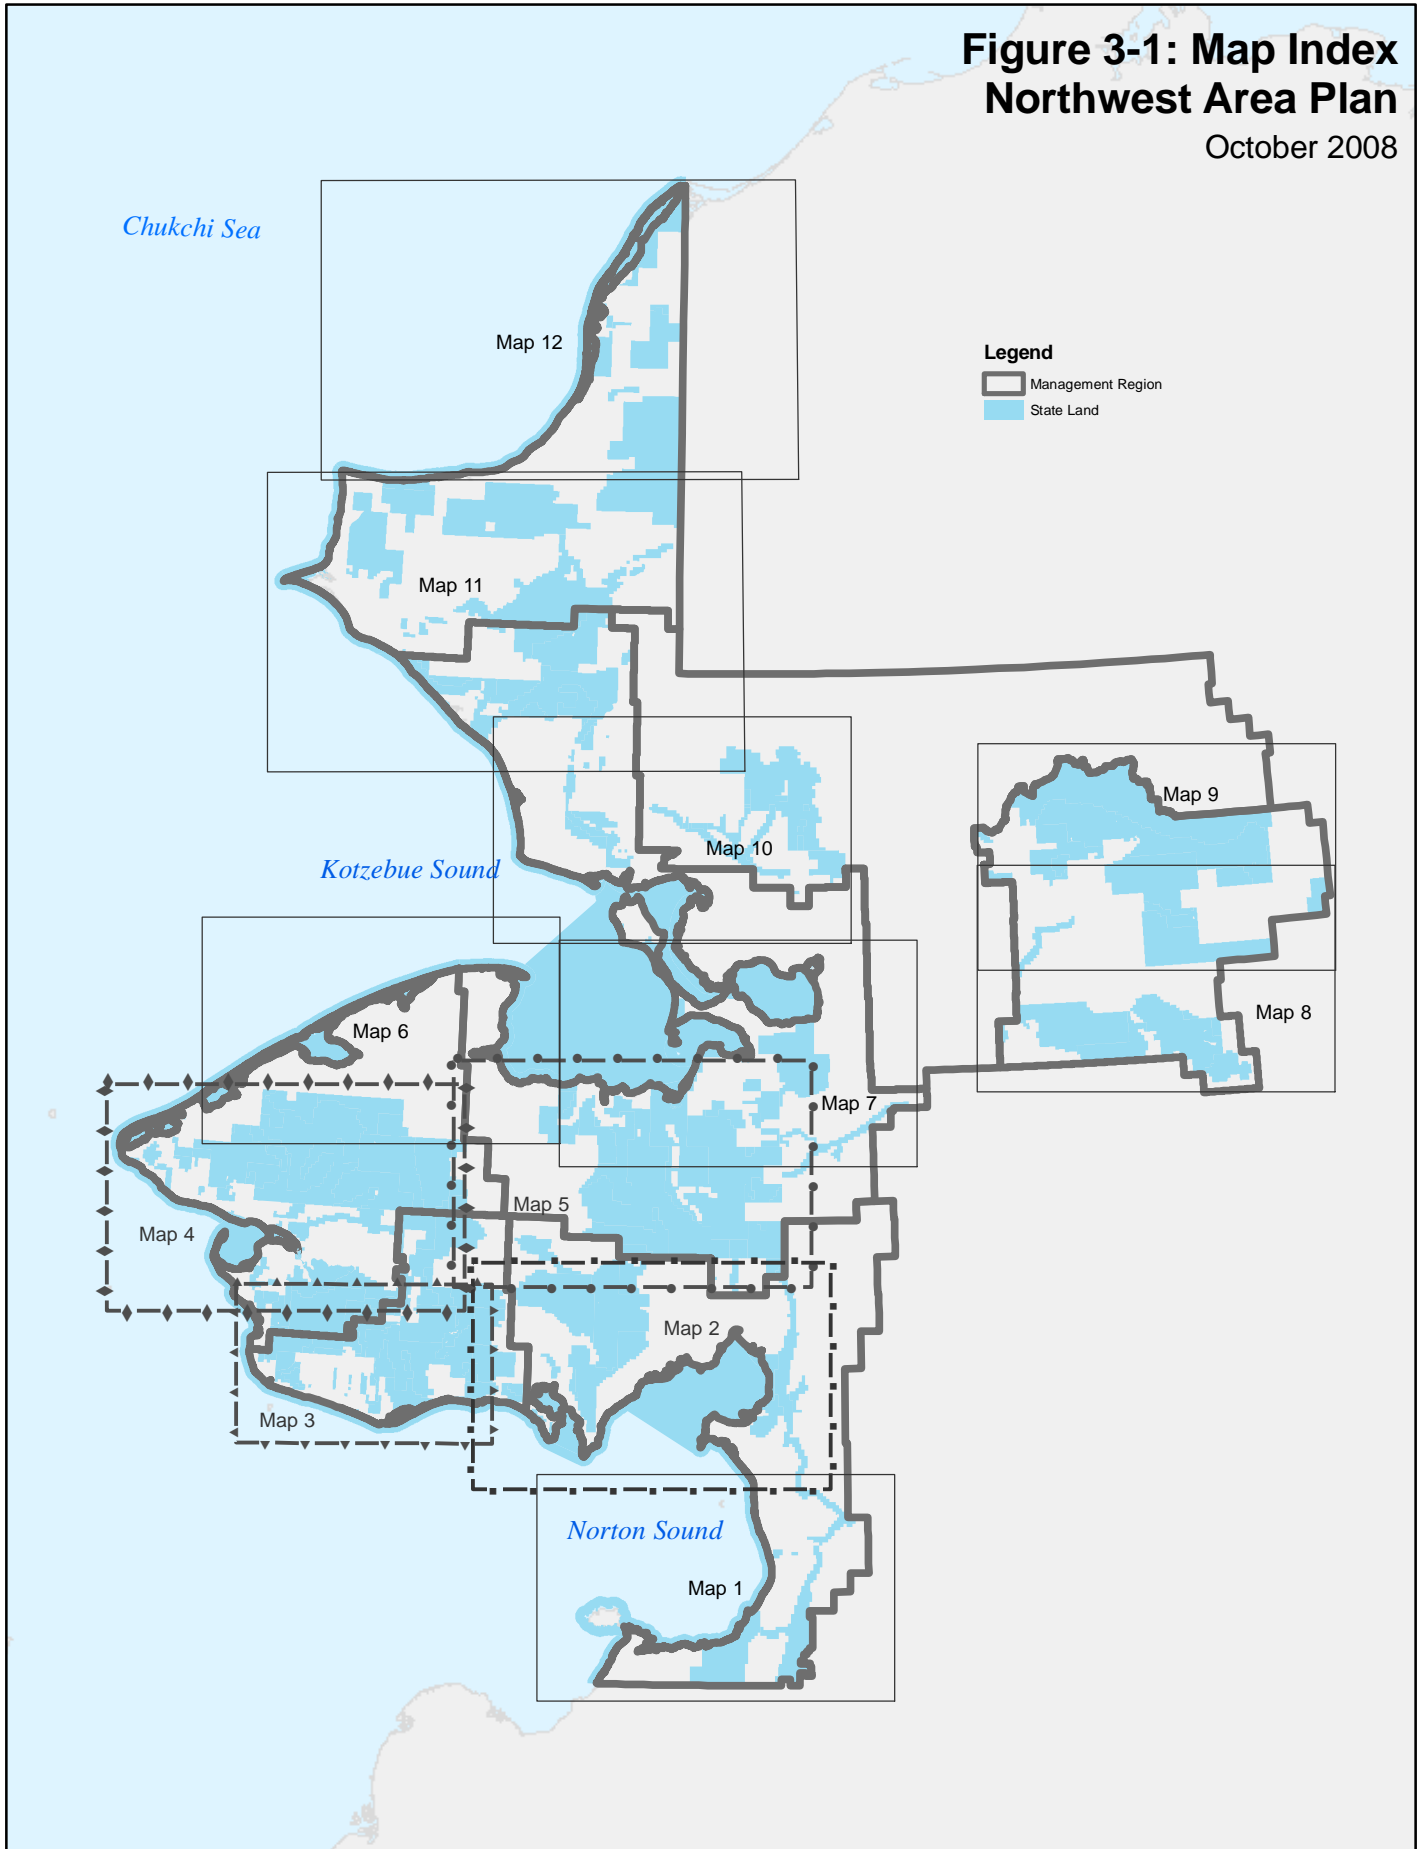 Figure 3-1: Map Index
Northwest Area Plan
October 2008
Chukchi Sea
Map 12
Legend
Management Region
State Land
Map 11
Map 9
Map 10
Kotzebue Sound
Map 8
Map 6
Map 7
Map 5
Map 4
Map 2
Map 3
Norton Sound
Map 1